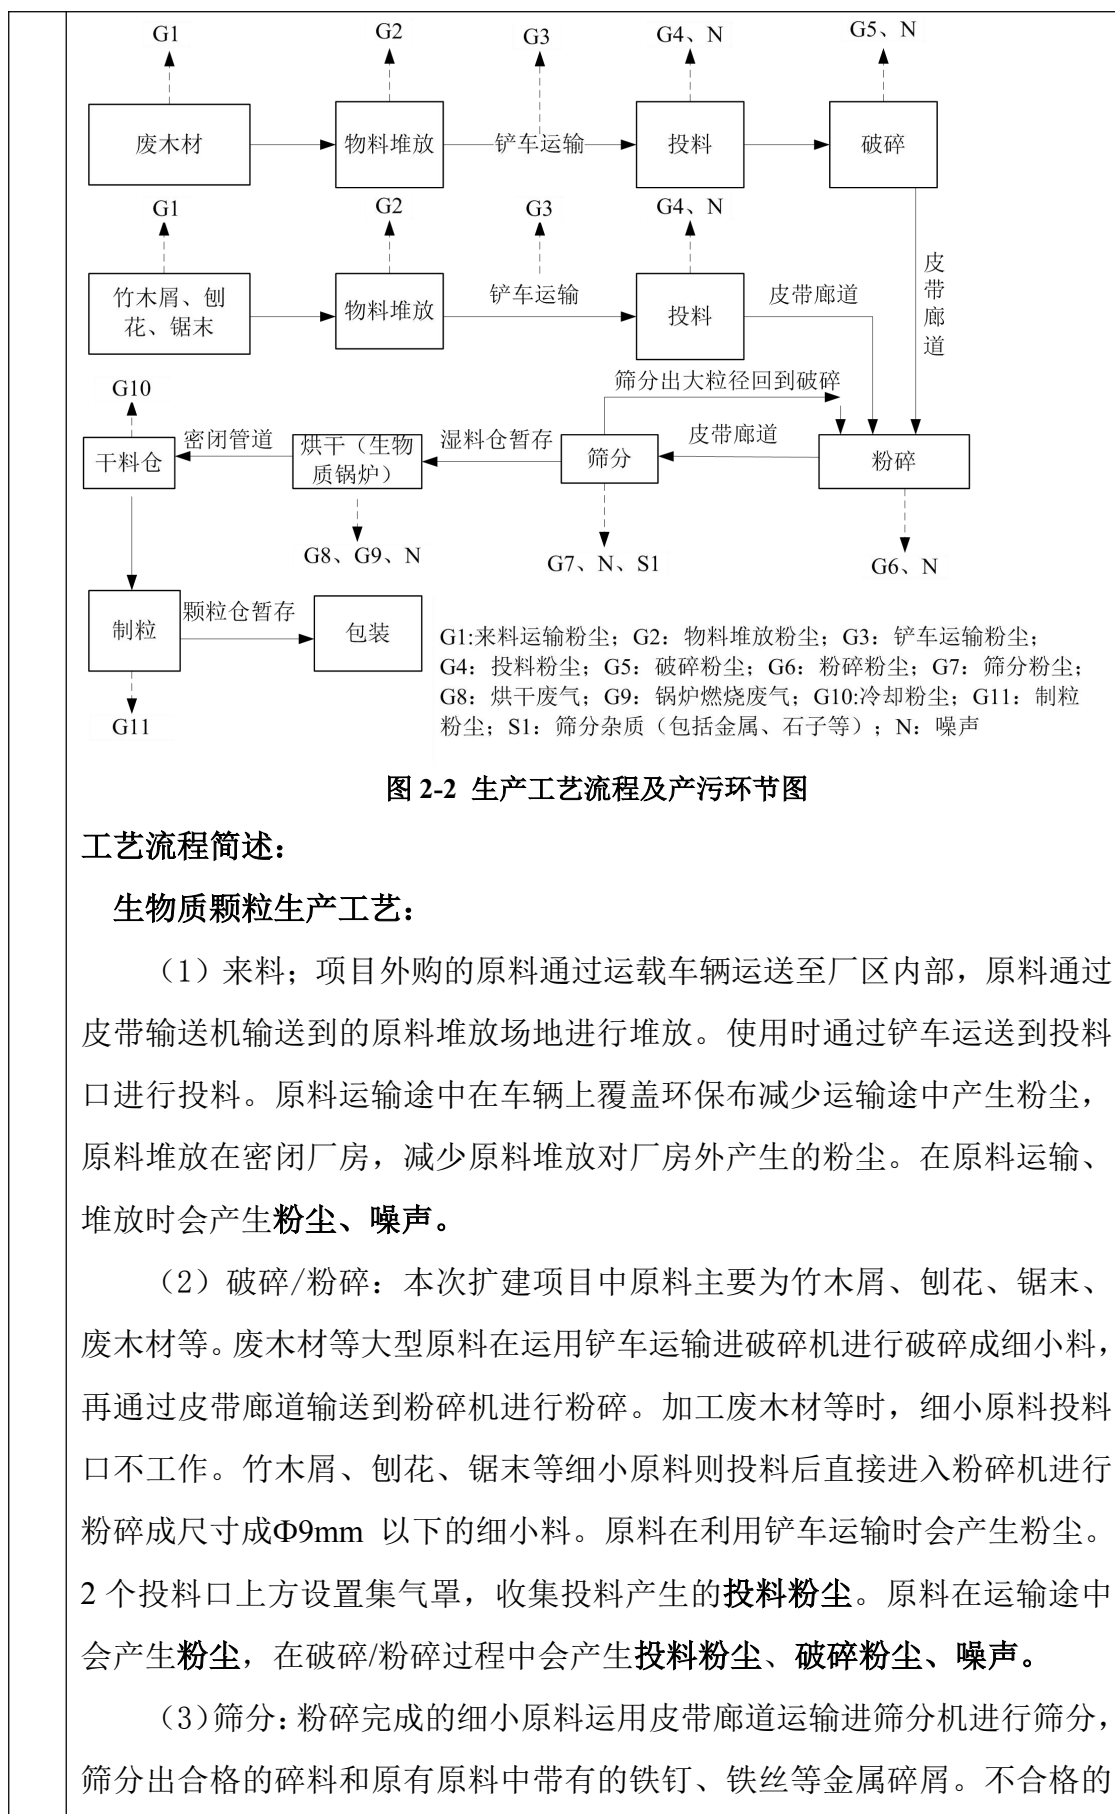 G1
G2
G3
G4、N
G5、N
废木材
物料堆放
铲车运输
投料
破碎
G1
G2
G3
G4、N
皮带廊道
竹木屑、刨
花、锯末
物料堆放
铲车运输
投料
皮带廊道
筛分出大粒径回到破碎
G10
密闭管道
湿料仓暂存
皮带廊道
干料仓
烘干（生物
质锅炉）
筛分
粉碎
G8、G9、N
G7、N、S1
G6、N
制粒
颗粒仓暂存
包装
G11
G1:来料运输粉尘；G2：物料堆放粉尘；G3：铲车运输粉尘；
G4：投料粉尘；G5：破碎粉尘；G6：粉碎粉尘；G7：筛分粉尘；
G8：烘干废气；G9：锅炉燃烧废气；G10:冷却粉尘；G11：制粒
粉尘；S1：筛分杂质（包括金属、石子等）；N：噪声
图 2-2 生产工艺流程及产污环节图
工艺流程简述：
生物质颗粒生产工艺：
（1）来料；项目外购的原料通过运载车辆运送至厂区内部，原料通过
皮带输送机输送到的原料堆放场地进行堆放。使用时通过铲车运送到投料
口进行投料。原料运输途中在车辆上覆盖环保布减少运输途中产生粉尘，
原料堆放在密闭厂房，减少原料堆放对厂房外产生的粉尘。在原料运输、
堆放时会产生粉尘、噪声。
（2）破碎/粉碎：本次扩建项目中原料主要为竹木屑、刨花、锯末、
废木材等。废木材等大型原料在运用铲车运输进破碎机进行破碎成细小料，
再通过皮带廊道输送到粉碎机进行粉碎。加工废木材等时，细小原料投料
口不工作。竹木屑、刨花、锯末等细小原料则投料后直接进入粉碎机进行
粉碎成尺寸成Φ9mm 以下的细小料。原料在利用铲车运输时会产生粉尘。
2 个投料口上方设置集气罩，收集投料产生的投料粉尘。原料在运输途中
会产生粉尘，在破碎/粉碎过程中会产生投料粉尘、破碎粉尘、噪声。
（3）筛分：粉碎完成的细小原料运用皮带廊道运输进筛分机进行筛分，
筛分出合格的碎料和原有原料中带有的铁钉、铁丝等金属碎屑。不合格的